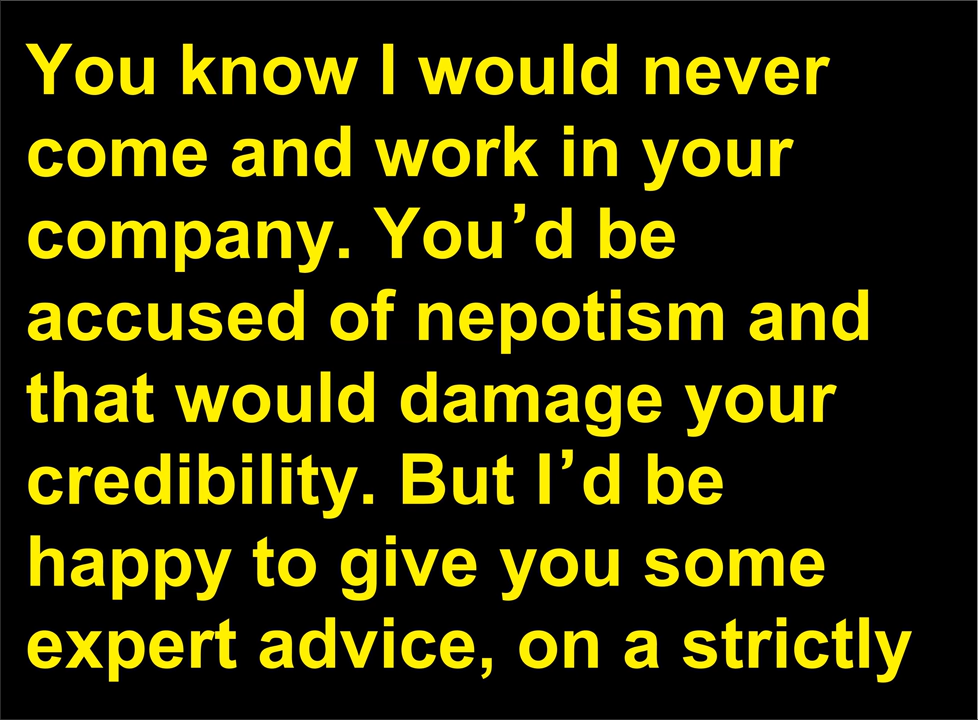 You know I would never
come and work in your
company. You’d be
accused of nepotism and
that would damage your
credibility. But I’d be
happy to give you some
expert advice, on a strictly